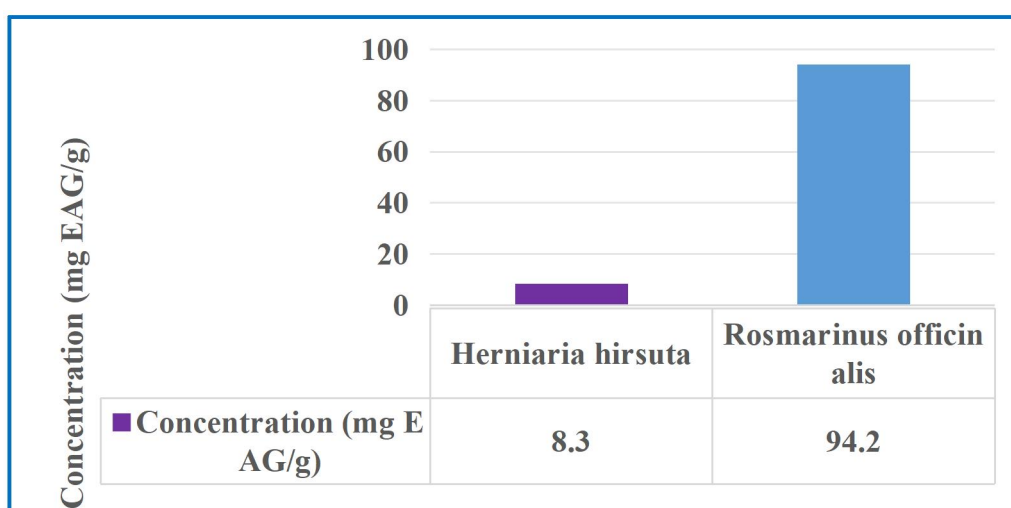 Concentration (mg EAG/g)
100
80
60
40
20
0
Herniaria hirsuta
Rosmarinus officin
alis
Concentration (mg E
AG/g)
8.3
94.2